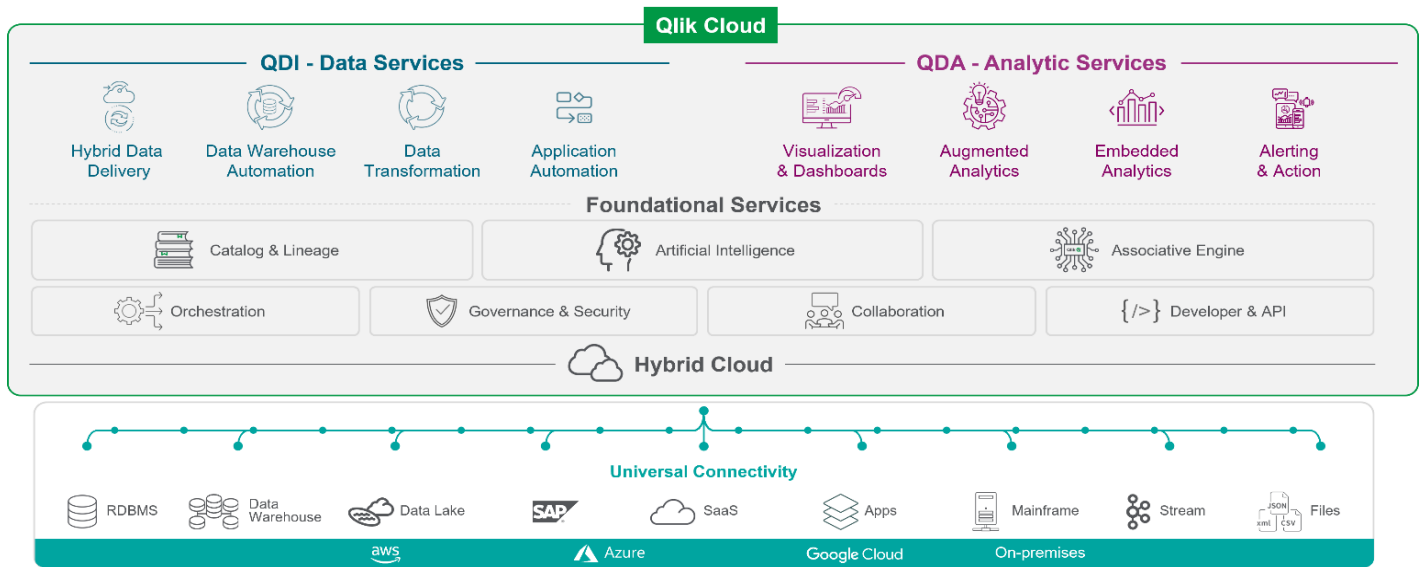 Qlik Cloud
QDI - Data Services
QDA - Analytic Services
Hybrid Data
Delivery
Data Warehouse
Automation
Data
Transformation
Application
Automation
Visualization
& Dashboards
Augmented
Analytics
Embedded
Analytics
Alerting
& Action
Foundational Services
Catalog & Lineage
Artificial Intelligence
Associative Engine
Orchestration
Governance & Security
Collaboration
{/>} Developer & API
Hybrid Cloud
Universal Connectivity
RDBMS
Data
Warehouse
Data Lake
SAP
SaaS
Apps
Mainframe
Stream
JSON
xml
CSV
Files
aws
Azure
Google Cloud
On-premises